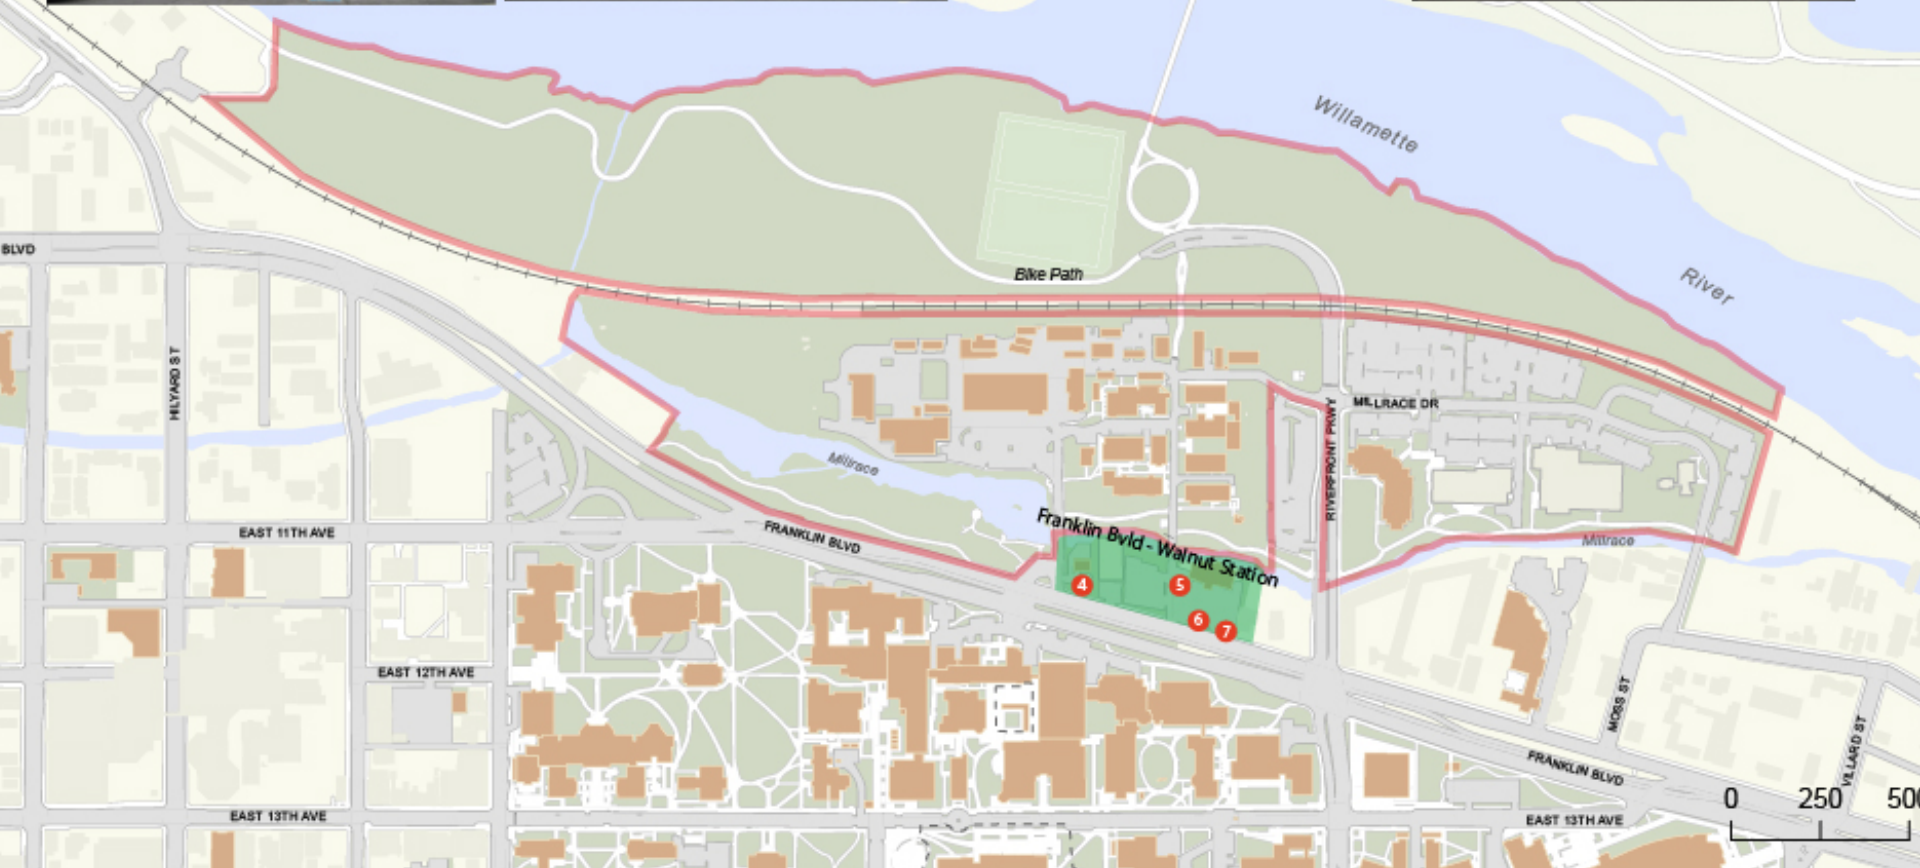 Willamette
River
BLVD
Bike Path
HILYARD ST
MILLRACE DR
RIVERFRONT PKWY
Millrace
EAST 11TH AVE
FRANKLIN BLVD
Franklin Bvld - Walnut Station
Millrace
4
5
6
7
EAST 12TH AVE
MOSS ST
VILLARD ST
FRANKLIN BLVD
0 250 500
EAST 13TH AVE
EAST 13TH AVE